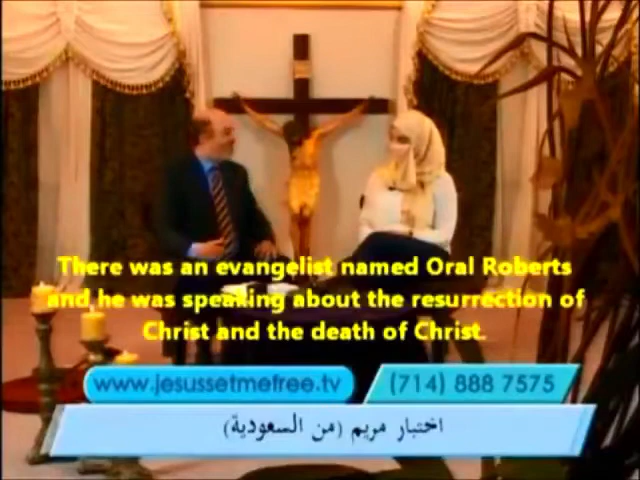 There was an evangelist named Oral Roberts
and he was speaking about the resurrection of
Christ and the death of Christ.
www.jesussetmefree.tv
(714) 888 7575
اختبار مريم (من السعودية)